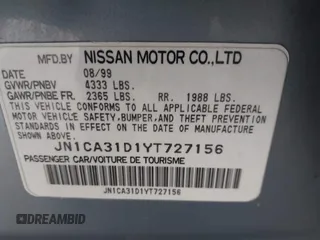 MFD.BY NISSAN MOTOR CO.,LTD
DATE 08/99
GVWR/PNBV 4333 LBS.
GAWR/PNBE FR. 2365 LBS. RR. 1988 LBS.
THIS VEHICLE CONFORMS TO ALL APPLICABLE FEDERAL
MOTOR VEHICLE SAFETY, BUMPER, AND THEFT PREVENTION
STANDARDS IN EFFECT ON THE DATE OF MANUFACTURE
SHOWN ABOVE.
JN1CA31D1YT727156
PASSENGER CAR/VOITURE DE TOURISME
JN1CA31D1YT727156
DREAMBID